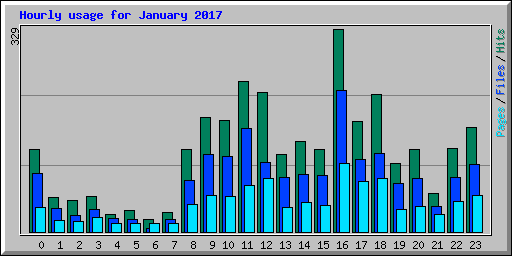 Hourly usage for January 2017
329
Pages/Files/Hits
0 1 2 3 4 5 6 7 8 9 10 11 12 13 14 15 16 17 18 19 20 21 22 23